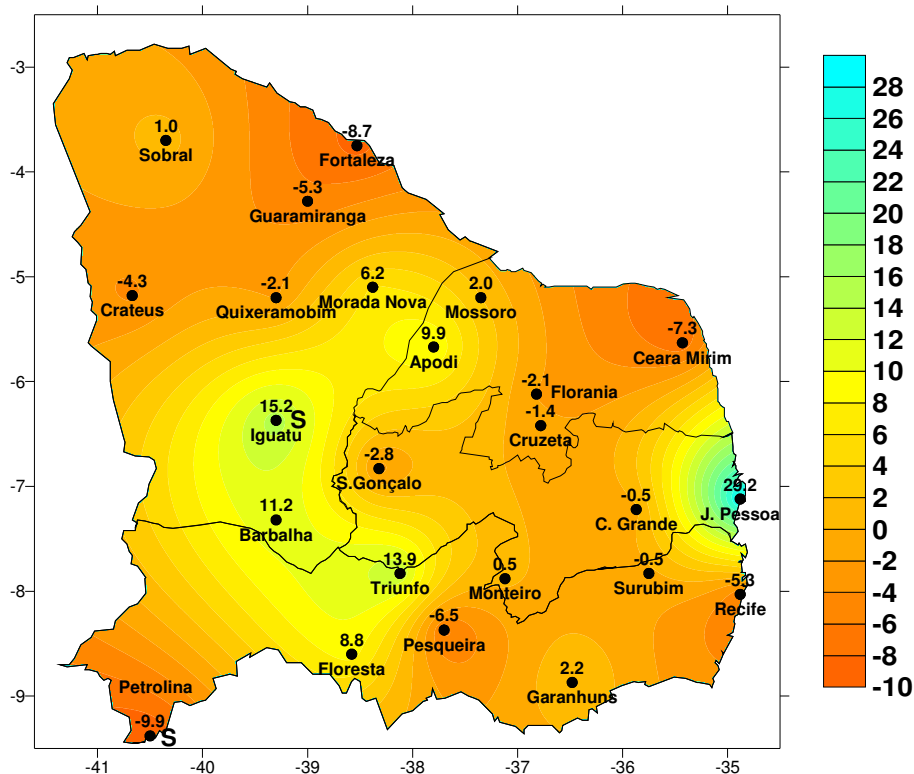 -3
-4
-5
-6
-7
-8
-9
-41
-40
-39
-38
-37
-36
-35
1.0
Sobral
-8.7
Fortaleza
-5.3
Guaramiranga
-4.3
Crateus
-2.1
Quixeramobim
6.2
Morada Nova
2.0
Mossoro
9.9
Apodi
-7.3
Ceara Mirim
-2.1
Florania
-1.4
Cruzeta
15.2
S
Iguatu
-2.8
S.Gonçalo
29.2
J. Pessoa
-0.5
C. Grande
11.2
Barbalha
13.9
Triunfo
0.5
Monteiro
-0.5
Surubim
-5.3
Recife
-6.5
Pesqueira
8.8
Floresta
2.2
Garanhuns
Petrolina
-9.9
S
28
26
24
22
20
18
16
14
12
10
8
6
4
2
0
-2
-4
-6
-8
-10